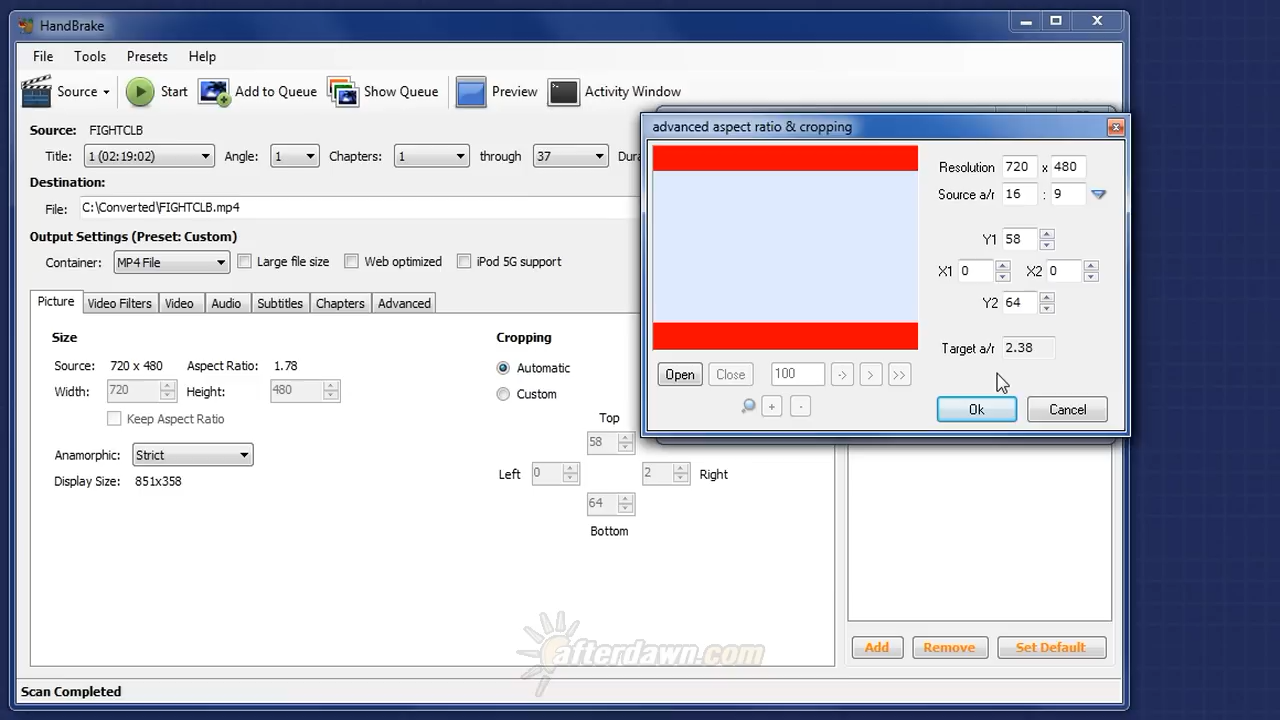 HandBrake
File Tools Presets Help
Source Start Add to Queue Show Queue Preview Activity Window
Source: FIGHTCLB
Title: 1 (02:19:02) Angle: 1 Chapters: 1 through 37
Destination:
File: C:\Converted\FIGHTCLB.mp4
Output Settings (Preset: Custom)
Container: MP4 File Large file size Web optimized iPod 5G support
Picture Video Filters Video Audio Subtitles Chapters Advanced
Size
Source: 720 x 480 Aspect Ratio: 1.78
Width: 720 Height: 480
Keep Aspect Ratio
Anamorphic: Strict
Display Size: 851x358
Cropping
Automatic
Custom
Top
58
Left 0 2 Right
64
Bottom
advanced aspect ratio & cropping
Resolution 720 x 480
Source a/r 16 : 9
Y1 58
X1 0 X2 0
Y2 64
Target a/r 2.38
Open Close 100 -> > >>
+ -
Ok Cancel
Add Remove Set Default
afterdawn.com
Scan Completed